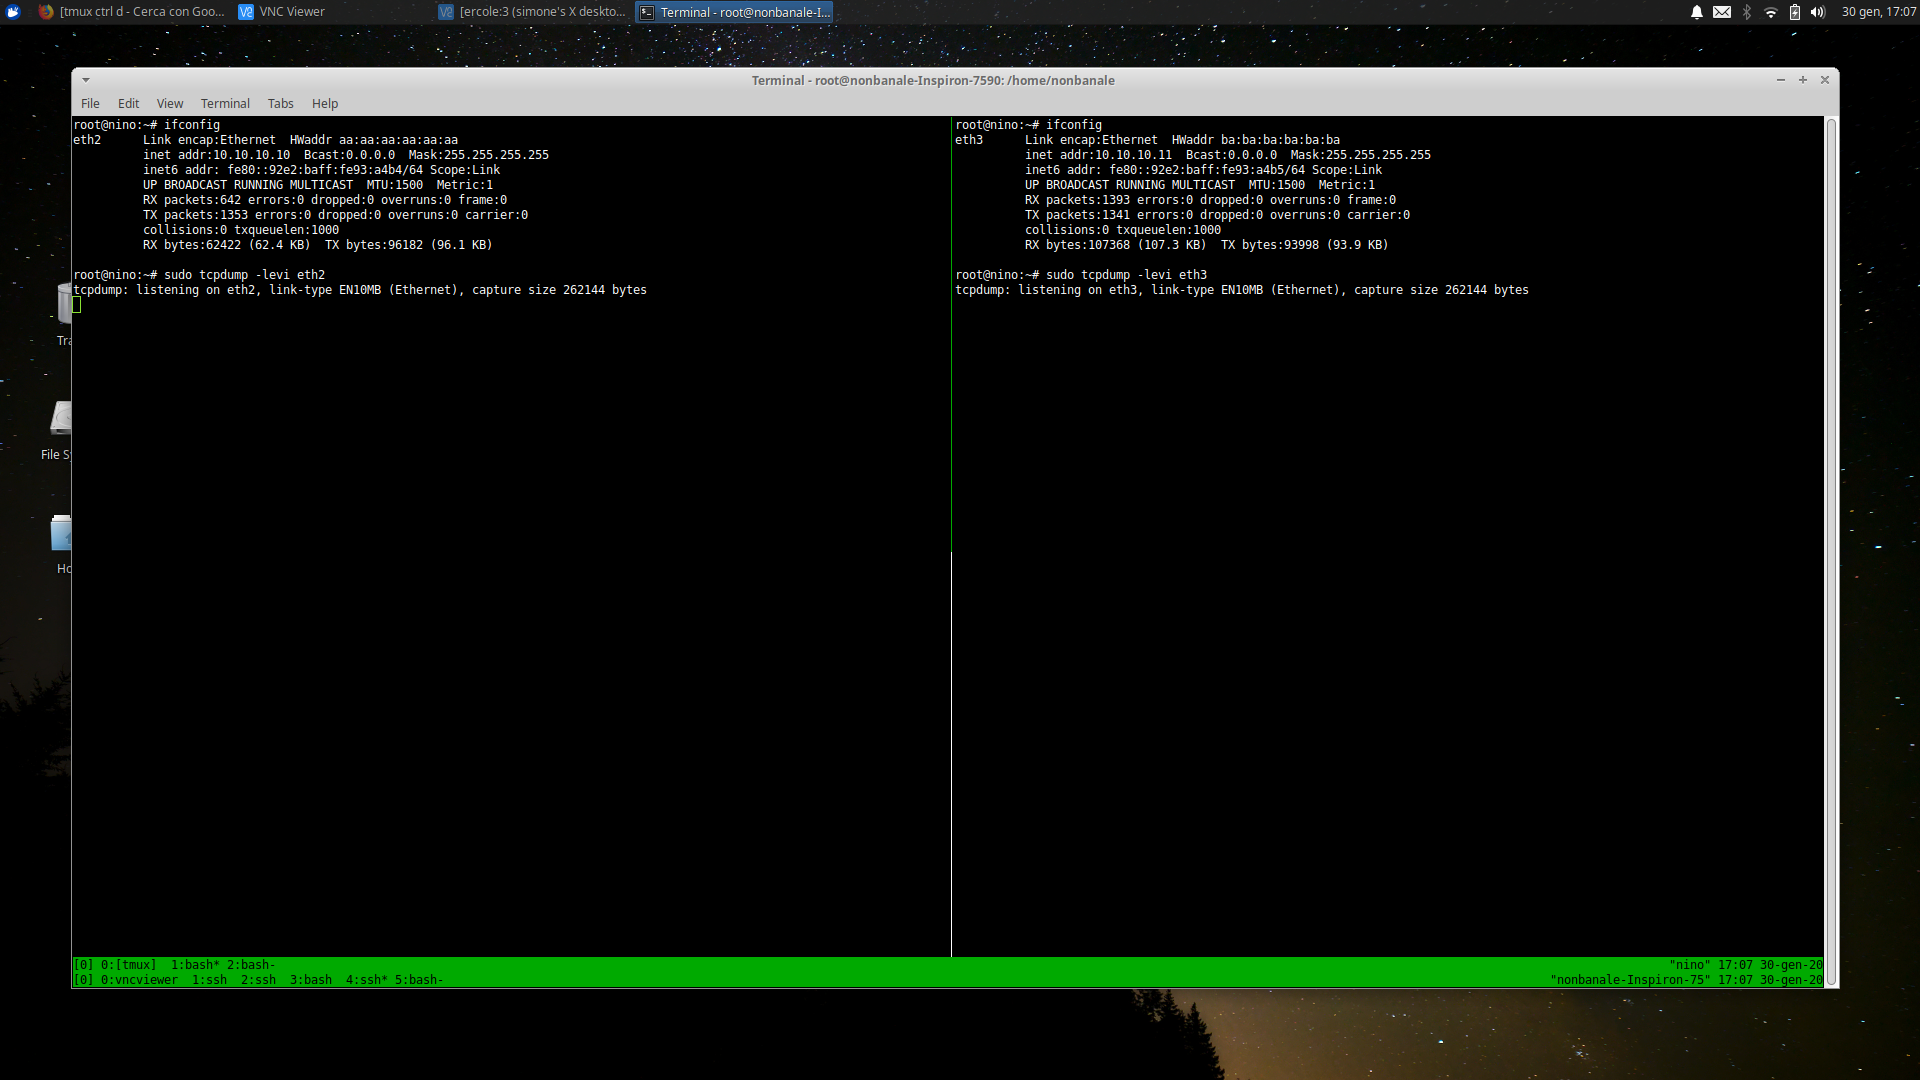 [tmux ctrl d - Cerca con Goo...
VNC Viewer
[ercole:3 (simone's X deskto...
Terminal - root@nonbanale-I...
30 gen, 17:07
Terminal - root@nonbanale-Inspiron-7590: /home/nonbanale
File Edit View Terminal Tabs Help
root@nino:~# ifconfig
eth2 Link encap:Ethernet HWaddr aa:aa:aa:aa:aa:aa
inet addr:10.10.10.10 Bcast:0.0.0.0 Mask:255.255.255.255
inet6 addr: fe80::92e2:baff:fe93:a4b4/64 Scope:Link
UP BROADCAST RUNNING MULTICAST MTU:1500 Metric:1
RX packets:642 errors:0 dropped:0 overruns:0 frame:0
TX packets:1353 errors:0 dropped:0 overruns:0 carrier:0
collisions:0 txqueuelen:1000
RX bytes:62422 (62.4 KB) TX bytes:96182 (96.1 KB)
root@nino:~# sudo tcpdump -levi eth2
tcpdump: listening on eth2, link-type EN10MB (Ethernet), capture size 262144 bytes
root@nino:~# ifconfig
eth3 Link encap:Ethernet HWaddr ba:ba:ba:ba:ba:ba
inet addr:10.10.10.11 Bcast:0.0.0.0 Mask:255.255.255.255
inet6 addr: fe80::92e2:baff:fe93:a4b5/64 Scope:Link
UP BROADCAST RUNNING MULTICAST MTU:1500 Metric:1
RX packets:1393 errors:0 dropped:0 overruns:0 frame:0
TX packets:1341 errors:0 dropped:0 overruns:0 carrier:0
collisions:0 txqueuelen:1000
RX bytes:107368 (107.3 KB) TX bytes:93998 (93.9 KB)
root@nino:~# sudo tcpdump -levi eth3
tcpdump: listening on eth3, link-type EN10MB (Ethernet), capture size 262144 bytes
Tra
File Sy
Ho
[0] 0:[tmux] 1:bash* 2:bash- "nino" 17:07 30-gen-20
[0] 0:vncviewer 1:ssh 2:ssh 3:bash 4:ssh* 5:bash- "nonbanale-Inspiron-75" 17:07 30-gen-20